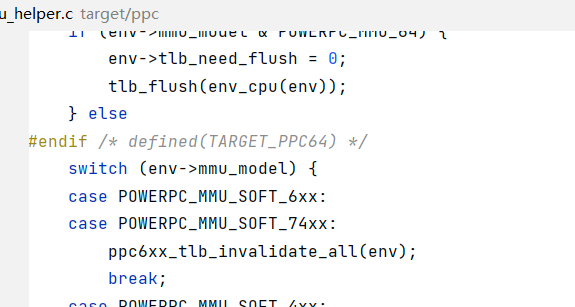 u_helper.c target/ppc
if (env->mmu_model & POWERPC_MMU_64) {
env->tlb_need_flush = 0;
tlb_flush(env_cpu(env));
} else
#endif /* defined(TARGET_PPC64) */
switch (env->mmu_model) {
case POWERPC_MMU_SOFT_6xx:
case POWERPC_MMU_SOFT_74xx:
ppc6xx_tlb_invalidate_all(env);
break;
case POWERPC_MMU_SOFT_4xx: